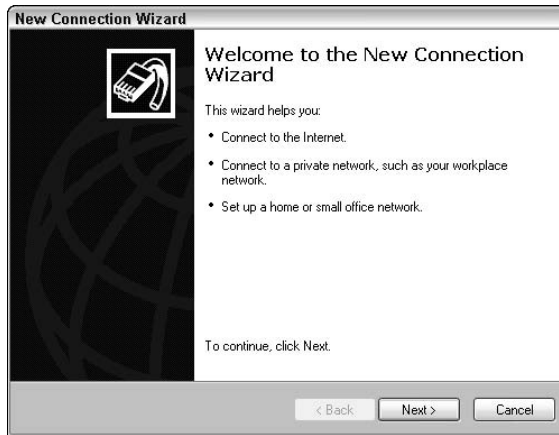 New Connection Wizard
Welcome to the New Connection
Wizard
This wizard helps you:
• Connect to the Internet.
• Connect to a private network, such as your workplace
network.
• Set up a home or small office network.
To continue, click Next.
< Back
Next >
Cancel